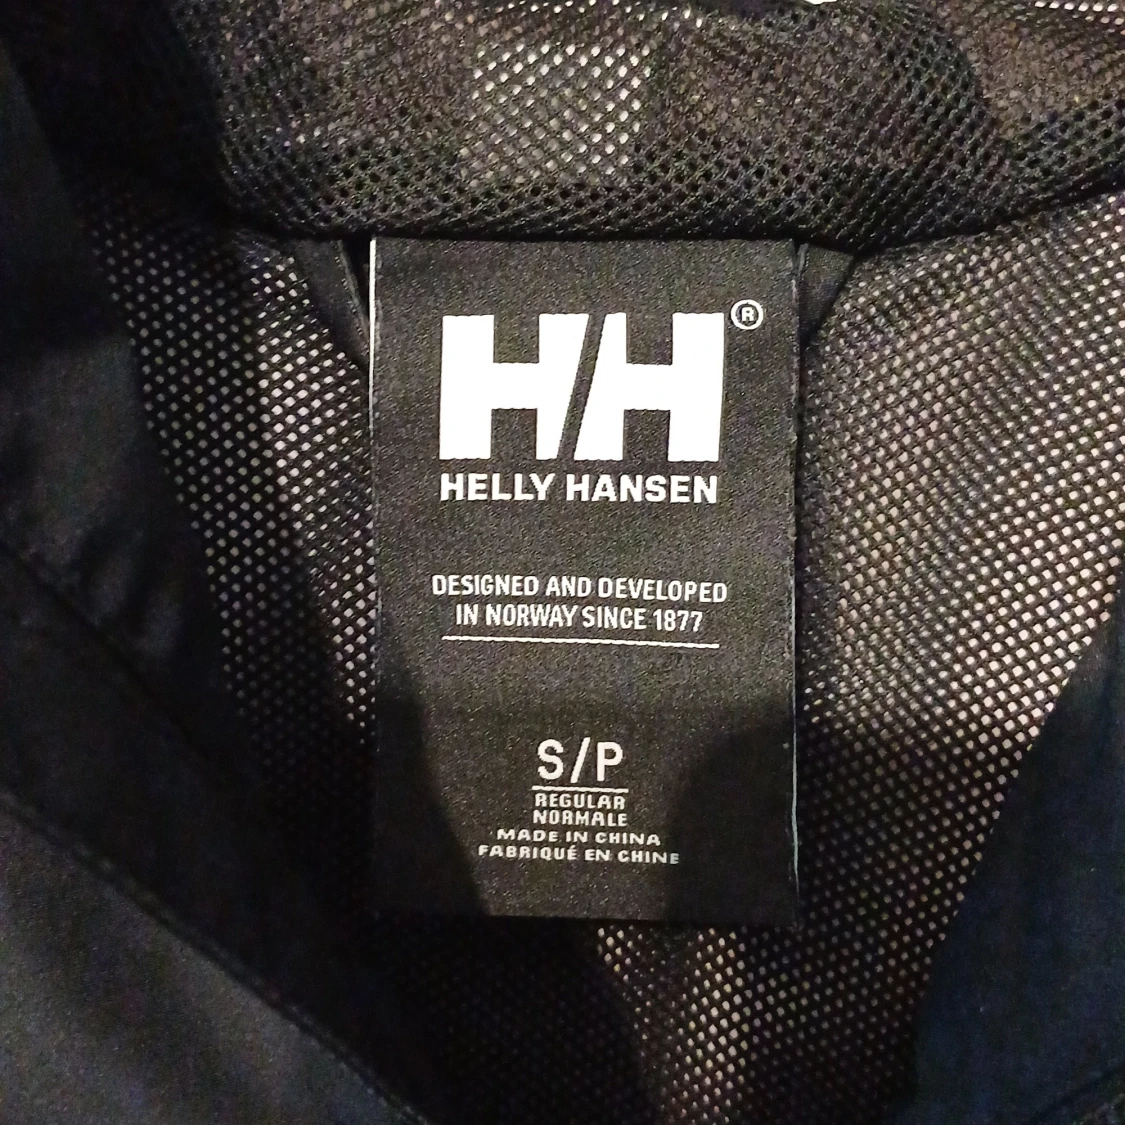 HH®
HELLY HANSEN
DESIGNED AND DEVELOPED
IN NORWAY SINCE 1877
S/P
REGULAR
NORMALE
MADE IN CHINA
FABRIQUÉ EN CHINE